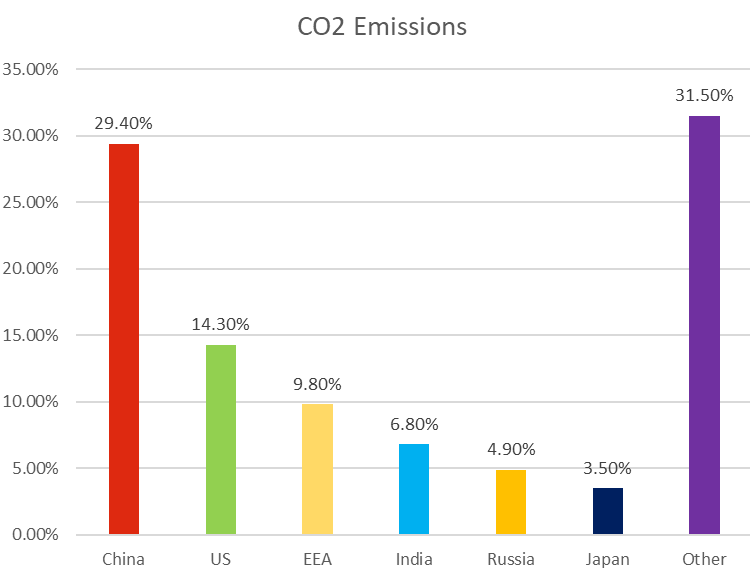 CO2 Emissions
35.00%
30.00%
25.00%
20.00%
15.00%
10.00%
5.00%
0.00%
29.40%
14.30%
9.80%
6.80%
4.90%
3.50%
31.50%
China
US
EEA
India
Russia
Japan
Other